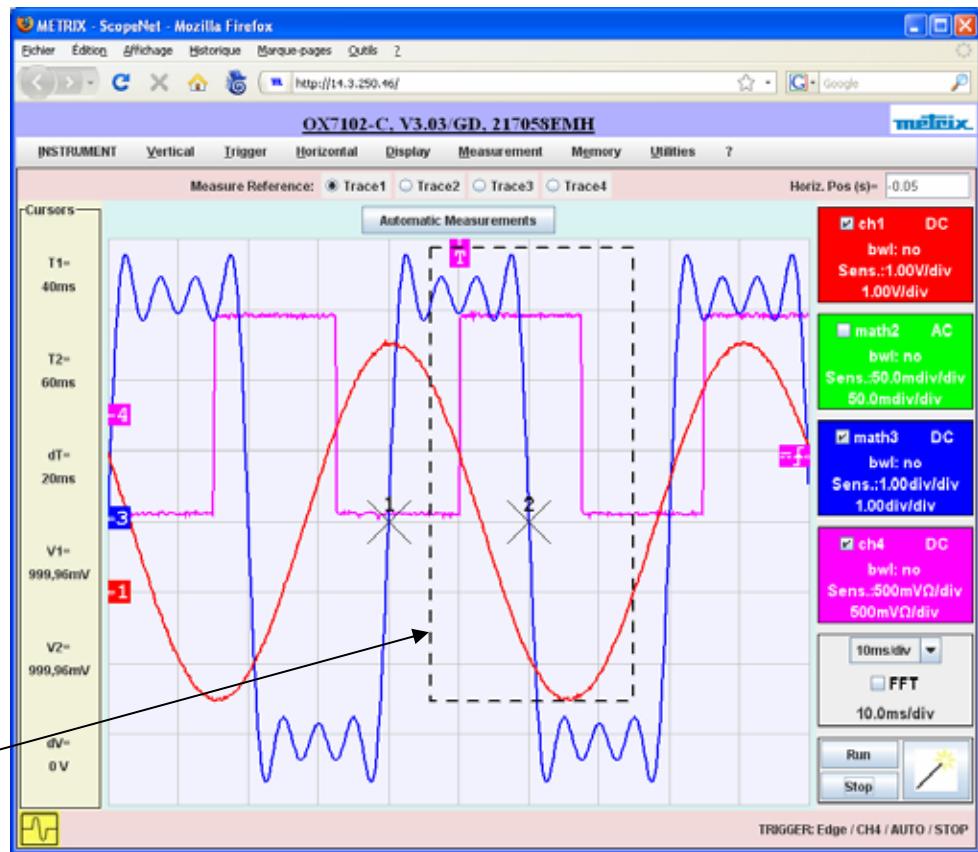 METRIX - ScopeNet - Mozilla Firefox
Fichier Édition Affichage Historique Marque-pages Outils ?
http://14.3.250.46/
Google
OX7102-C, V3.03/GD, 217058EMH
metrix
INSTRUMENT Vertical Trigger Horizontal Display Measurement Memory Utilities ?
Measure Reference: Trace1 Trace2 Trace3 Trace4 Horiz. Pos (s)= -0.05
Cursors
Automatic Measurements
T1=
40ms
T2=
60ms
dT=
20ms
V1=
999,96mV
V2=
999,96mV
dV=
0 V
T
4
3
1
1
2
ch1 DC
bwl: no
Sens.:1.00V/div
1.00V/div
math2 AC
bwl: no
Sens.:50.0mdiv/div
50.0mdiv/div
math3 DC
bwl: no
Sens.:1.00div/div
1.00div/div
ch4 DC
bwl: no
Sens.:500mVΩ/div
500mVΩ/div
10ms/div
FFT
10.0ms/div
Run
Stop
TRIGGER: Edge / CH4 / AUTO / STOP